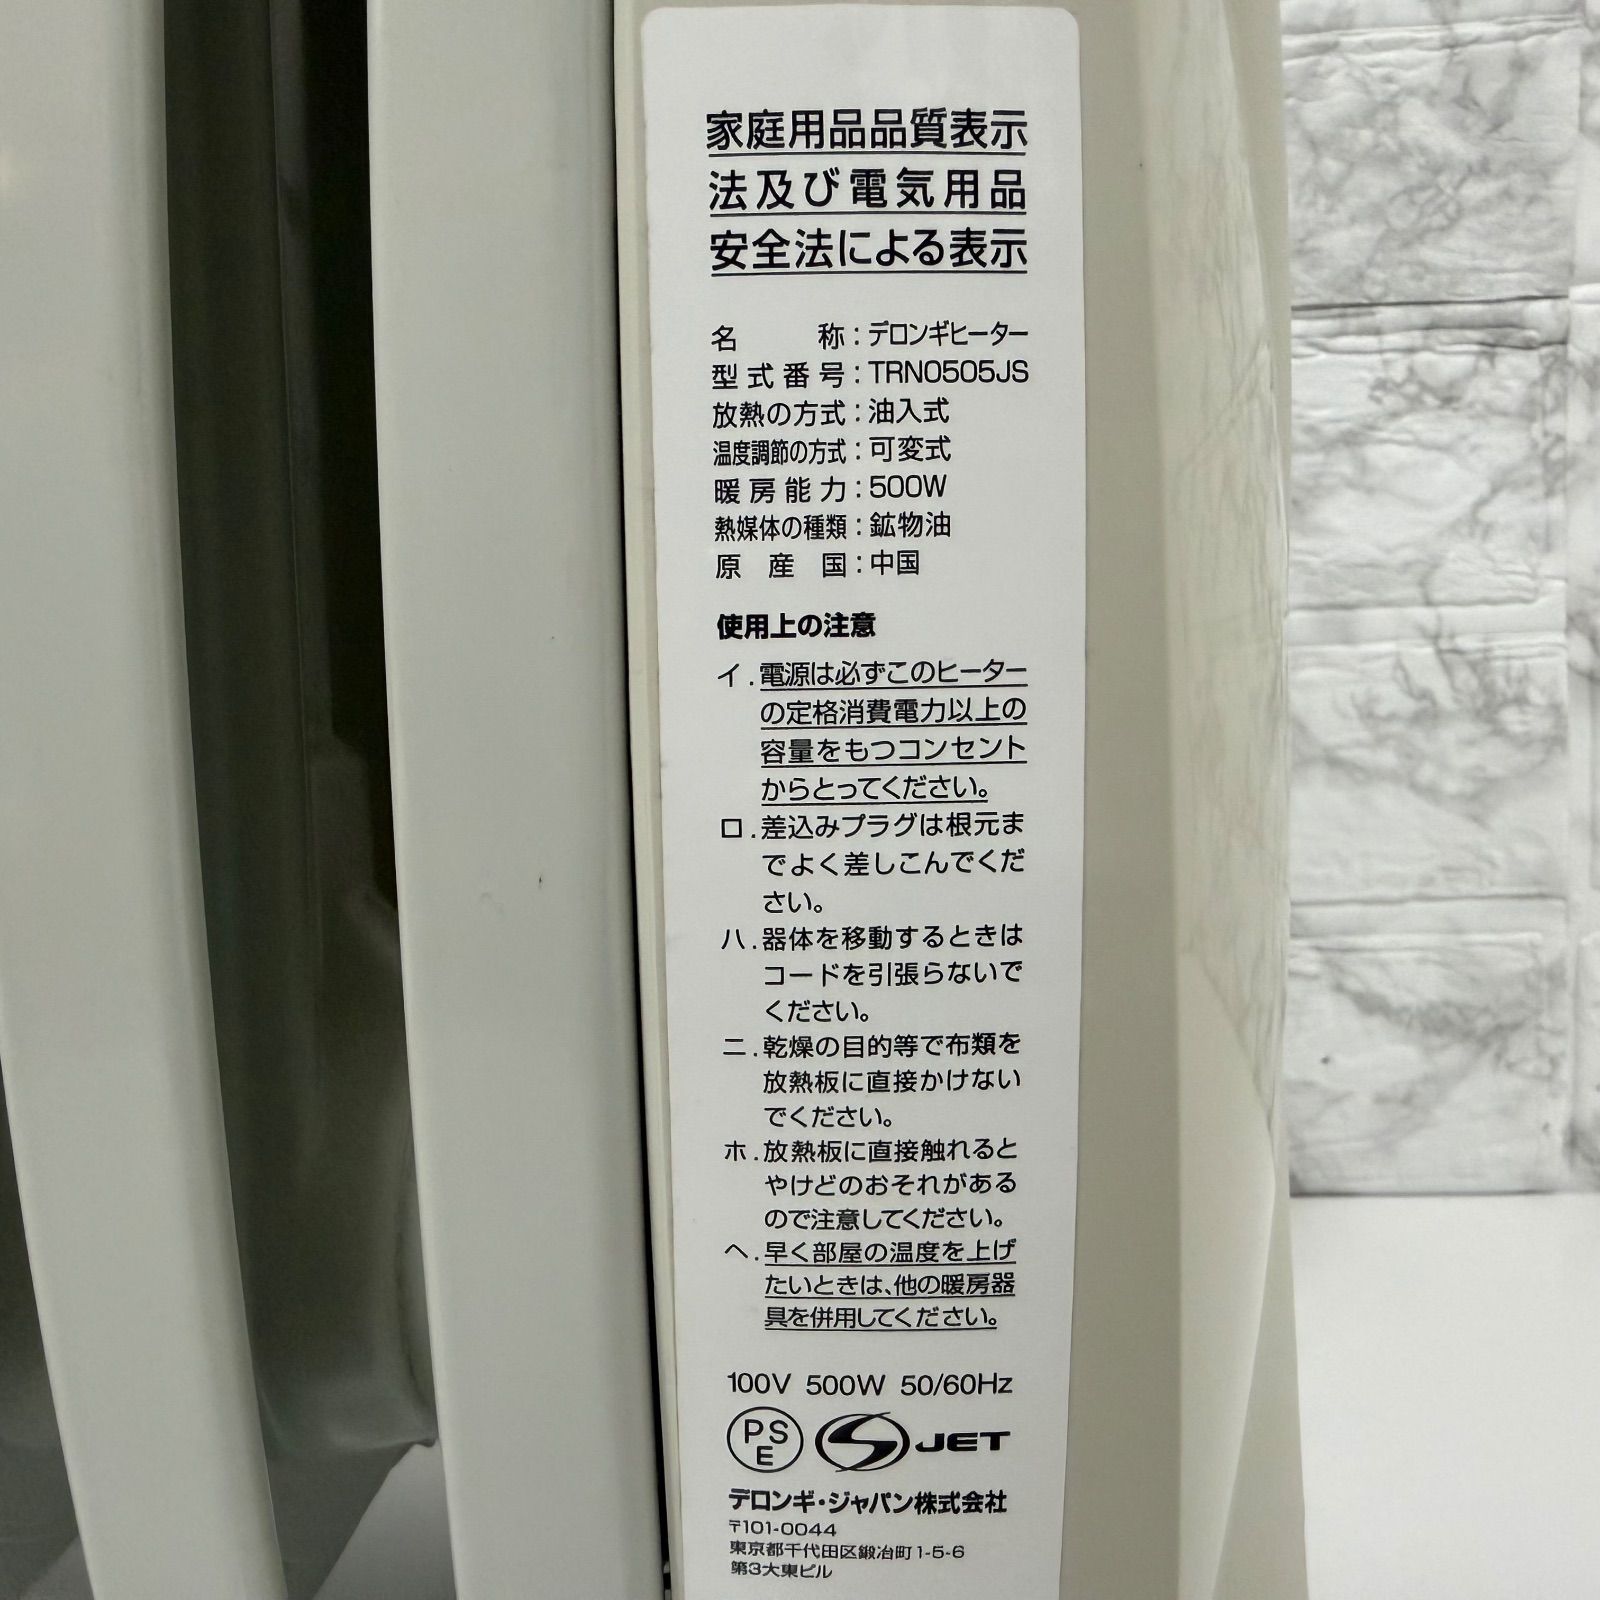 家庭用品品質表示
法及び電気用品
安全法による表示
名称：デロンギヒーター
型式番号：TRN0505JS
放熱の方式：油入式
温度調節の方式：可変式
暖房能力：500W
熱媒体の種類：鉱物油
原産国：中国
使用上の注意
イ．電源は必ずこのヒーター
の定格消費電力以上の
容量をもつコンセント
からとってください。
ロ．差込みプラグは根元ま
でよく差しこんでくだ
さい。
ハ．器体を移動するときは
コードを引張らないで
ください。
ニ．乾燥の目的等で布類を
放熱板に直接かけない
でください。
ホ．放熱板に直接触れると
やけどのおそれがある
ので注意してください。
ヘ．早く部屋の温度を上げ
たいときは、他の暖房器
具を併用してください。
100V 500W 50/60Hz
PS
E
S JET
デロンギ・ジャパン株式会社
〒101-0044
東京都千代田区鍛冶町1-5-6
第3大東ビル